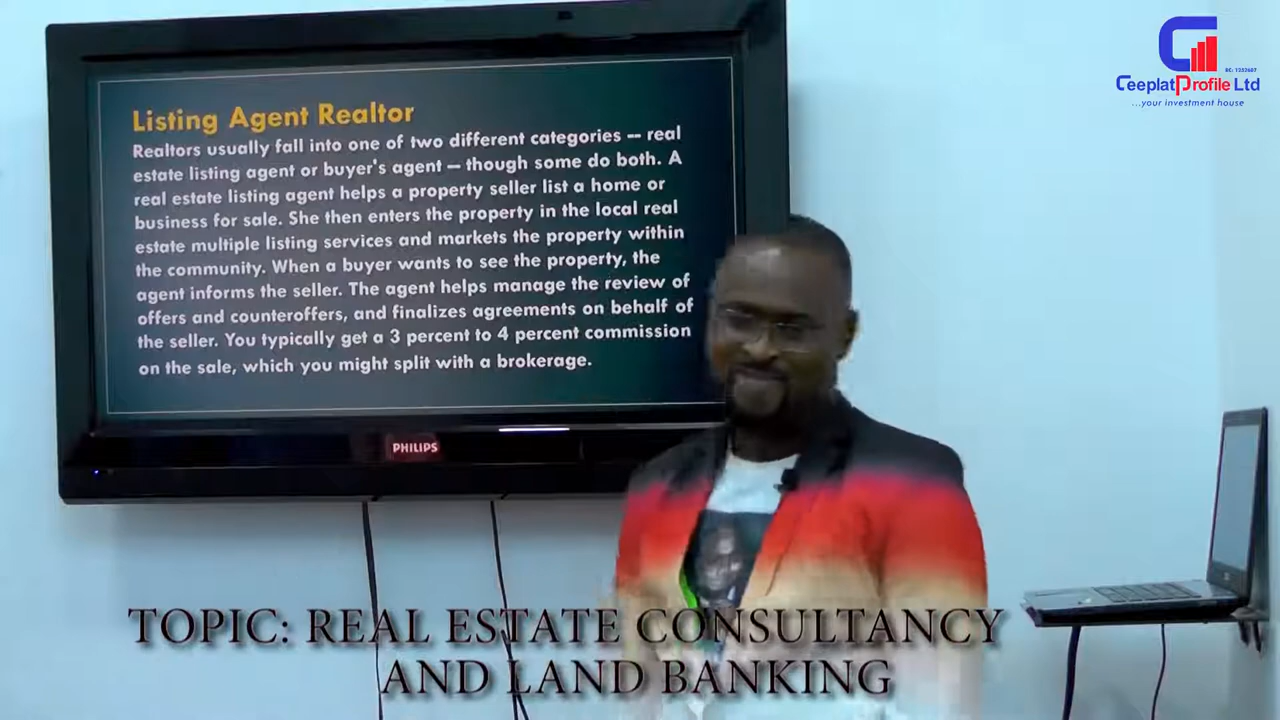 Listing Agent Realtor
Realtors usually fall into one of two different categories -- real
estate listing agent or buyer's agent — though some do both. A
real estate listing agent helps a property seller list a home or
business for sale. She then enters the property in the local real
estate multiple listing services and markets the property within
the community. When a buyer wants to see the property, the
agent informs the seller. The agent helps manage the review of
offers and counteroffers, and finalizes agreements on behalf of
the seller. You typically get a 3 percent to 4 percent commission
on the sale, which you might split with a brokerage.
PHILIPS
RC: 1352607
CeeplatProfile Ltd
...your investment house
TOPIC: REAL ESTATE CONSULTANCY
AND LAND BANKING